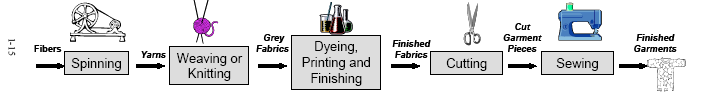 1-15
Fibers
Spinning
Yarns
Weaving or
Knitting
Grey
Fabrics
Dyeing,
Printing and
Finishing
Finished
Fabrics
Cutting
Cut
Garment
Pieces
Sewing
Finished
Garments